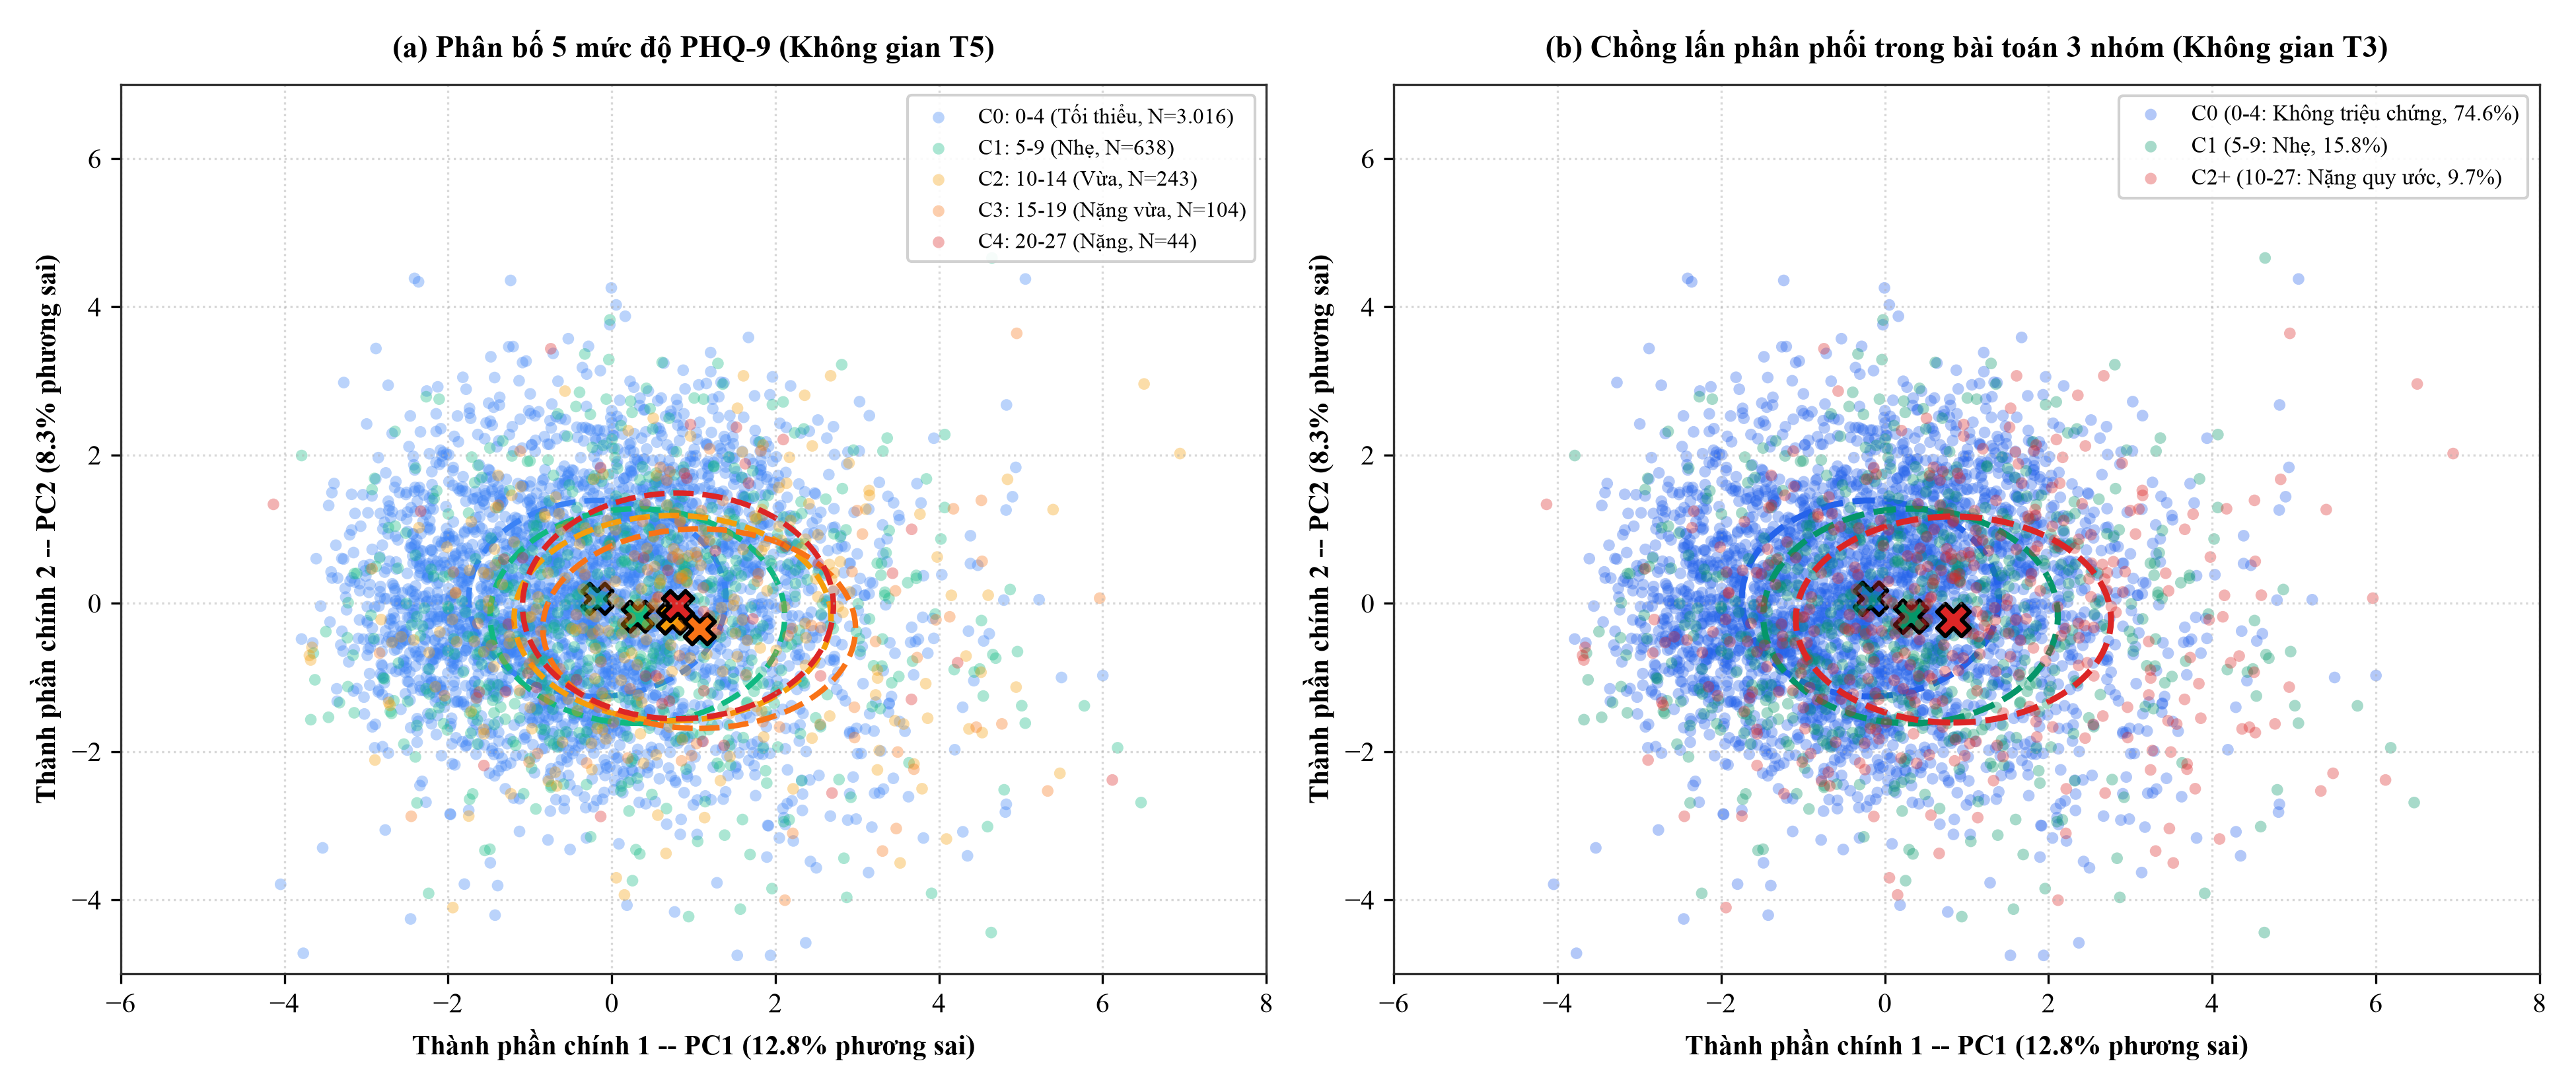 (a) Phân bố 5 mức độ PHQ-9 (Không gian T5)
C0: 0-4 (Tối thiểu, N=3.016)
C1: 5-9 (Nhẹ, N=638)
C2: 10-14 (Vừa, N=243)
C3: 15-19 (Nặng vừa, N=104)
C4: 20-27 (Nặng, N=44)
6
4
2
0
−2
−4
Thành phần chính 2 -- PC2 (8.3% phương sai)
−6 −4 −2 0 2 4 6 8
Thành phần chính 1 -- PC1 (12.8% phương sai)
(b) Chồng lấn phân phối trong bài toán 3 nhóm (Không gian T3)
C0 (0-4: Không triệu chứng, 74.6%)
C1 (5-9: Nhẹ, 15.8%)
C2+ (10-27: Nặng quy ước, 9.7%)
6
4
2
0
−2
−4
Thành phần chính 2 -- PC2 (8.3% phương sai)
−6 −4 −2 0 2 4 6 8
Thành phần chính 1 -- PC1 (12.8% phương sai)